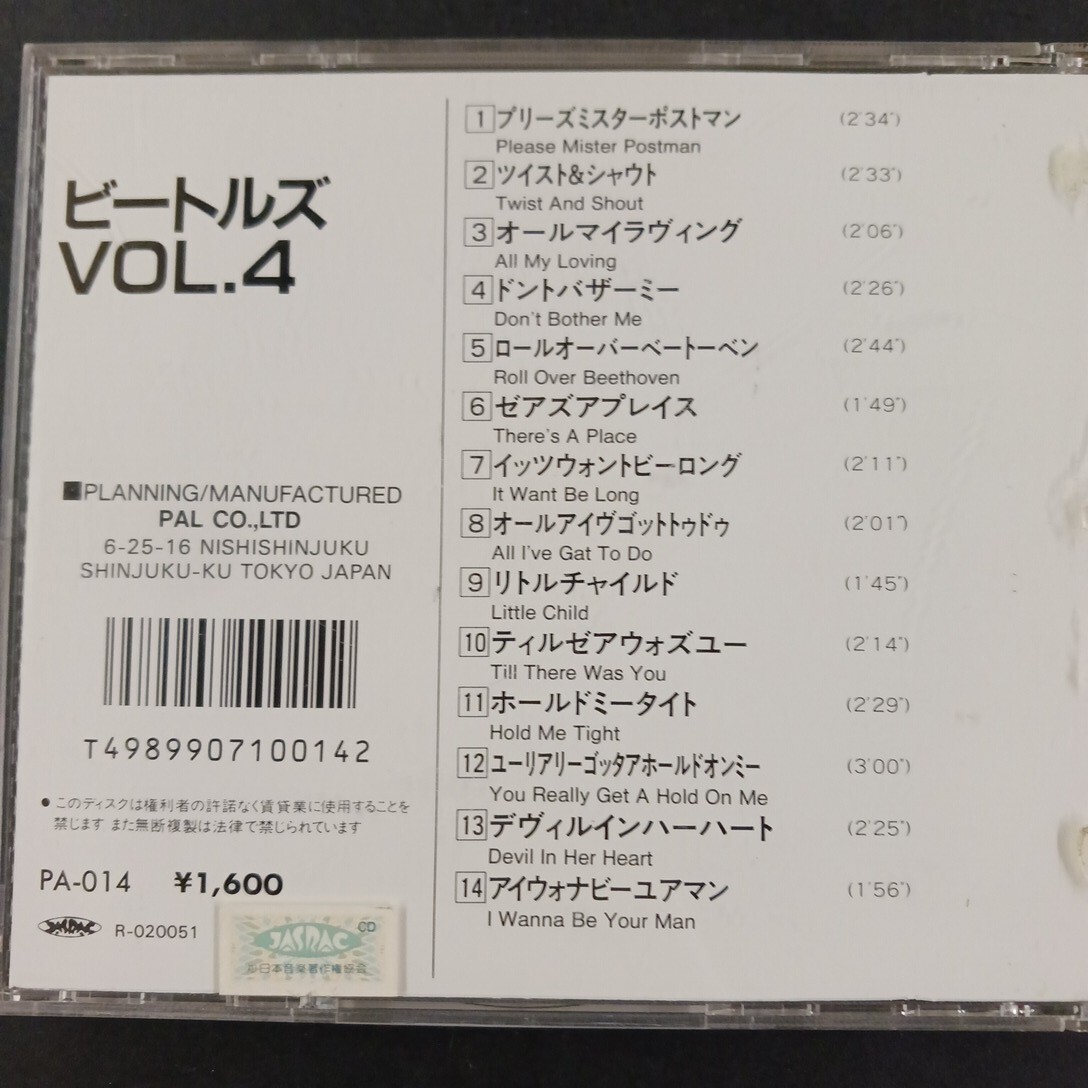 ビートルズ
VOL.4
■PLANNING/MANUFACTURED
PAL CO.,LTD
6-25-16 NISHISHINJUKU
SHINJUKU-KU TOKYO JAPAN
T4989907100142
●このディスクは権利者の許諾なく賃貸業に使用することを
禁じます また無断複製は法律で禁じられています
PA-014 ¥1,600
JASRAC R-020051
CD
JASRAC
日本音楽著作権協会
1 プリーズミスターポストマン (2'34")
Please Mister Postman
2 ツイスト&シャウト (2'33")
Twist And Shout
3 オールマイラヴィング (2'06")
All My Loving
4 ドントバザーミー (2'26")
Don't Bother Me
5 ロールオーバーベートーベン (2'44")
Roll Over Beethoven
6 ゼアズアプレイス (1'49")
There's A Place
7 イッツウォントビーロング (2'11")
It Want Be Long
8 オールアイヴゴットトゥドゥ (2'01")
All I've Gat To Do
9 リトルチャイルド (1'45")
Little Child
10 ティルゼアウォズユー (2'14")
Till There Was You
11 ホールドミータイト (2'29")
Hold Me Tight
12 ユーリアリーゴッタアホールドオンミー (3'00")
You Really Get A Hold On Me
13 デヴィルインハーハート (2'25")
Devil In Her Heart
14 アイウォナビーユアマン (1'56")
I Wanna Be Your Man